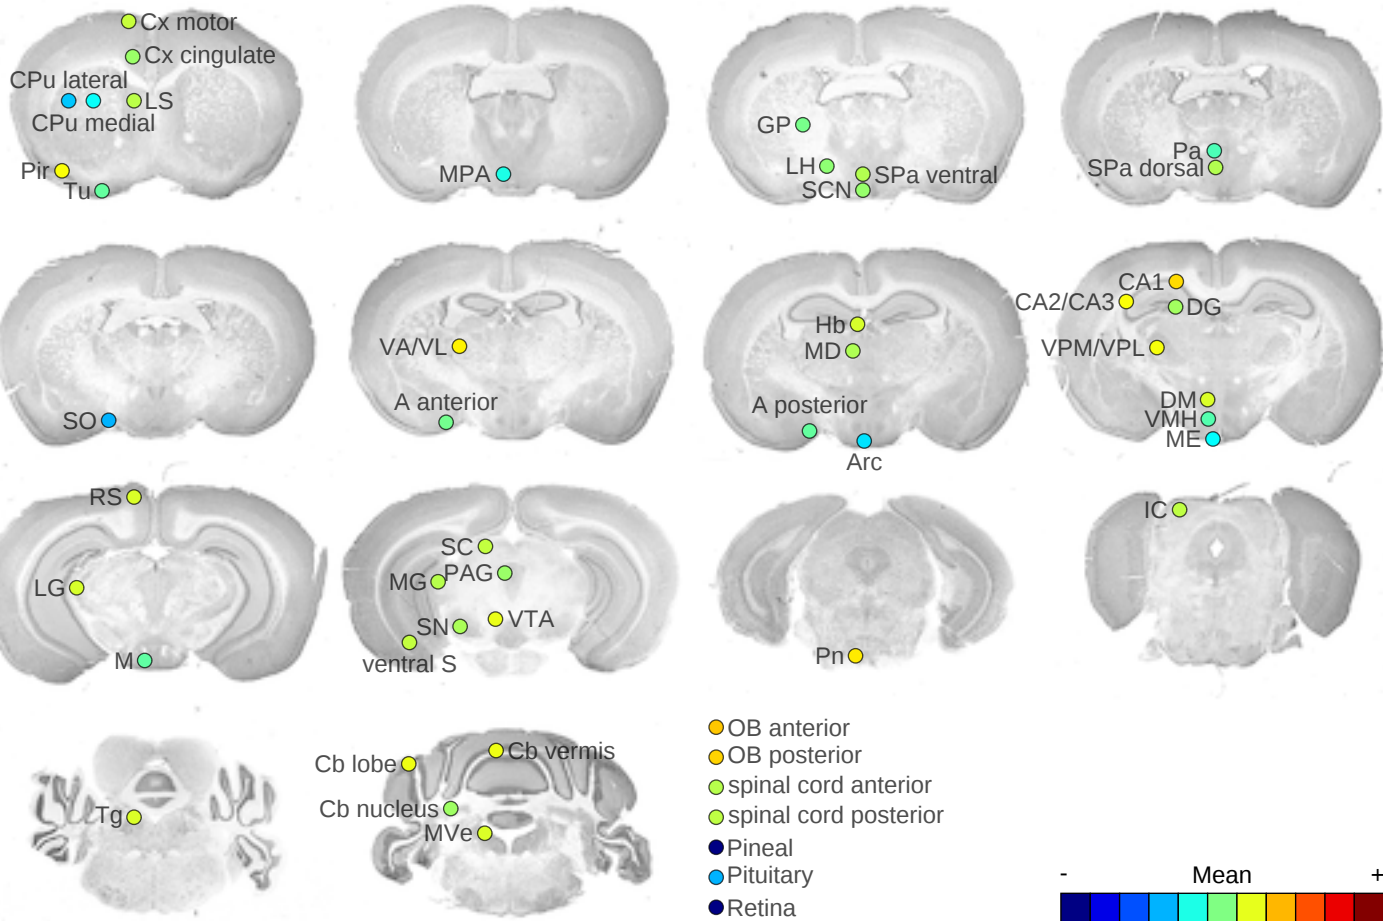 Cx motor
Cx cingulate
CPu lateral
LS
CPu medial
Pir
Tu
MPA
GP
LH
SPa ventral
SCN
Pa
SPa dorsal
SO
VA/VL
A anterior
Hb
MD
A posterior
Arc
CA1
CA2/CA3
DG
VPM/VPL
DM
VMH
ME
RS
LG
M
SC
PAG
MG
VTA
SN
ventral S
Pn
IC
Tg
Cb vermis
Cb lobe
Cb nucleus
MVe
OB anterior
OB posterior
spinal cord anterior
spinal cord posterior
Pineal
Pituitary
Retina
- Mean +